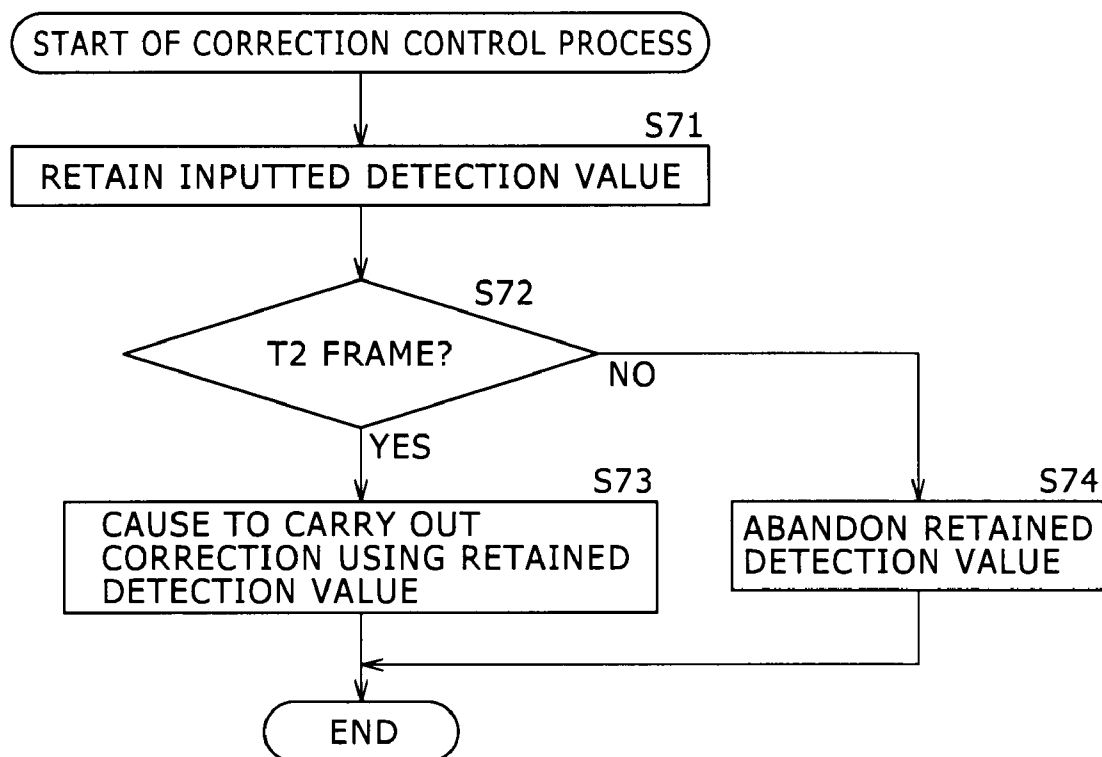 START OF CORRECTION CONTROL PROCESS
S71
RETAIN INPUTTED DETECTION VALUE
S72
T2 FRAME?
NO
YES
S73
CAUSE TO CARRY OUT
CORRECTION USING RETAINED
DETECTION VALUE
S74
ABANDON RETAINED
DETECTION VALUE
END